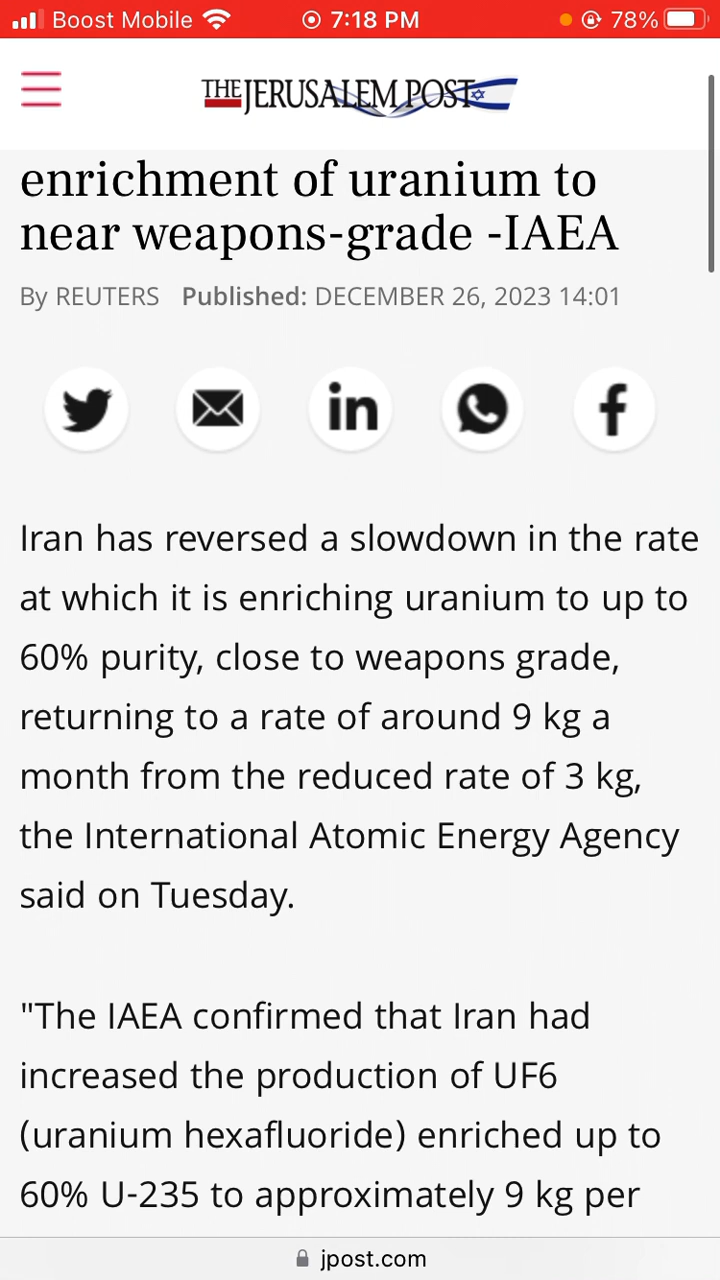 Boost Mobile 7:18 PM 78%
THE JERUSALEM POST
enrichment of uranium to
near weapons-grade -IAEA
By REUTERS Published: DECEMBER 26, 2023 14:01
in f
Iran has reversed a slowdown in the rate
at which it is enriching uranium to up to
60% purity, close to weapons grade,
returning to a rate of around 9 kg a
month from the reduced rate of 3 kg,
the International Atomic Energy Agency
said on Tuesday.
"The IAEA confirmed that Iran had
increased the production of UF6
(uranium hexafluoride) enriched up to
60% U-235 to approximately 9 kg per
jpost.com